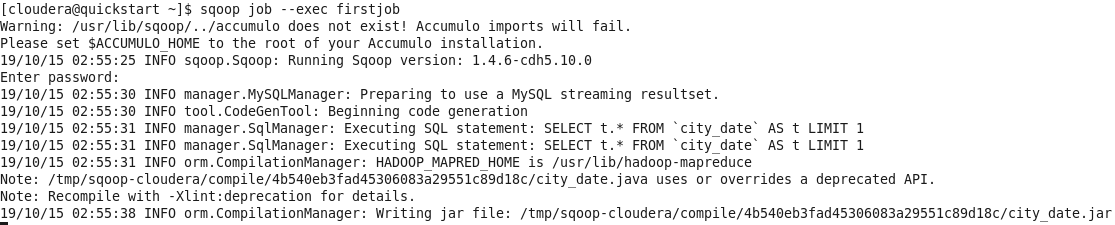 [cloudera@quickstart ~]$ sqoop job --exec firstjob
Warning: /usr/lib/sqoop/../accumulo does not exist! Accumulo imports will fail.
Please set $ACCUMULO_HOME to the root of your Accumulo installation.
19/10/15 02:55:25 INFO sqoop.Sqoop: Running Sqoop version: 1.4.6-cdh5.10.0
Enter password:
19/10/15 02:55:30 INFO manager.MySQLManager: Preparing to use a MySQL streaming resultset.
19/10/15 02:55:30 INFO tool.CodeGenTool: Beginning code generation
19/10/15 02:55:31 INFO manager.SqlManager: Executing SQL statement: SELECT t.* FROM `city_date` AS t LIMIT 1
19/10/15 02:55:31 INFO manager.SqlManager: Executing SQL statement: SELECT t.* FROM `city_date` AS t LIMIT 1
19/10/15 02:55:31 INFO orm.CompilationManager: HADOOP_MAPRED_HOME is /usr/lib/hadoop-mapreduce
Note: /tmp/sqoop-cloudera/compile/4b540eb3fad45306083a29551c89d18c/city_date.java uses or overrides a deprecated API.
Note: Recompile with -Xlint:deprecation for details.
19/10/15 02:55:38 INFO orm.CompilationManager: Writing jar file: /tmp/sqoop-cloudera/compile/4b540eb3fad45306083a29551c89d18c/city_date.jar